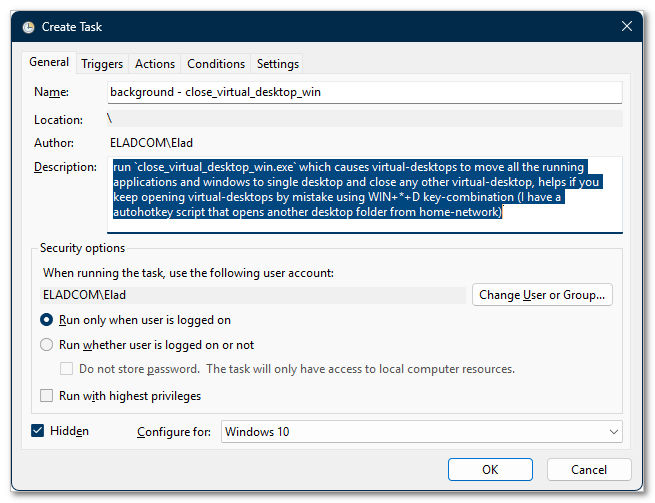 Create Task
General Triggers Actions Conditions Settings
Name: background - close_virtual_desktop_win
Location: \
Author: ELADCOM\Elad
Description: run `close_virtual_desktop_win.exe` which causes virtual-desktops to move all the running
applications and windows to single desktop and close any other virtual-desktop, helps if you
keep opening virtual-desktops by mistake using WIN+*+D key-combination (I have a
autohotkey script that opens another desktop folder from home-network)
Security options
When running the task, use the following user account:
ELADCOM\Elad Change User or Group...
Run only when user is logged on
Run whether user is logged on or not
Do not store password. The task will only have access to local computer resources.
Run with highest privileges
Hidden Configure for: Windows 10
OK Cancel